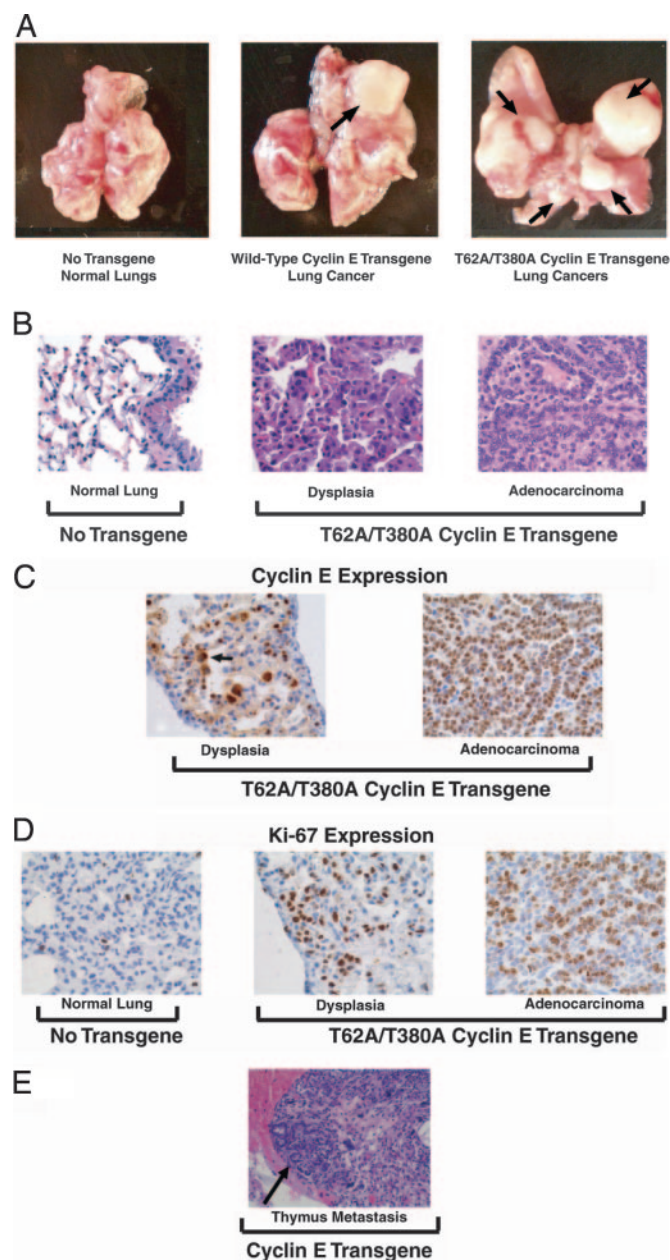 A
No Transgene
Normal Lungs
Wild-Type Cyclin E Transgene
Lung Cancer
T62A/T380A Cyclin E Transgene
Lung Cancers
B
Normal Lung
Dysplasia
Adenocarcinoma
No Transgene
T62A/T380A Cyclin E Transgene
C
Cyclin E Expression
Dysplasia
Adenocarcinoma
T62A/T380A Cyclin E Transgene
D
Ki-67 Expression
Normal Lung
Dysplasia
Adenocarcinoma
No Transgene
T62A/T380A Cyclin E Transgene
E
Thymus Metastasis
Cyclin E Transgene